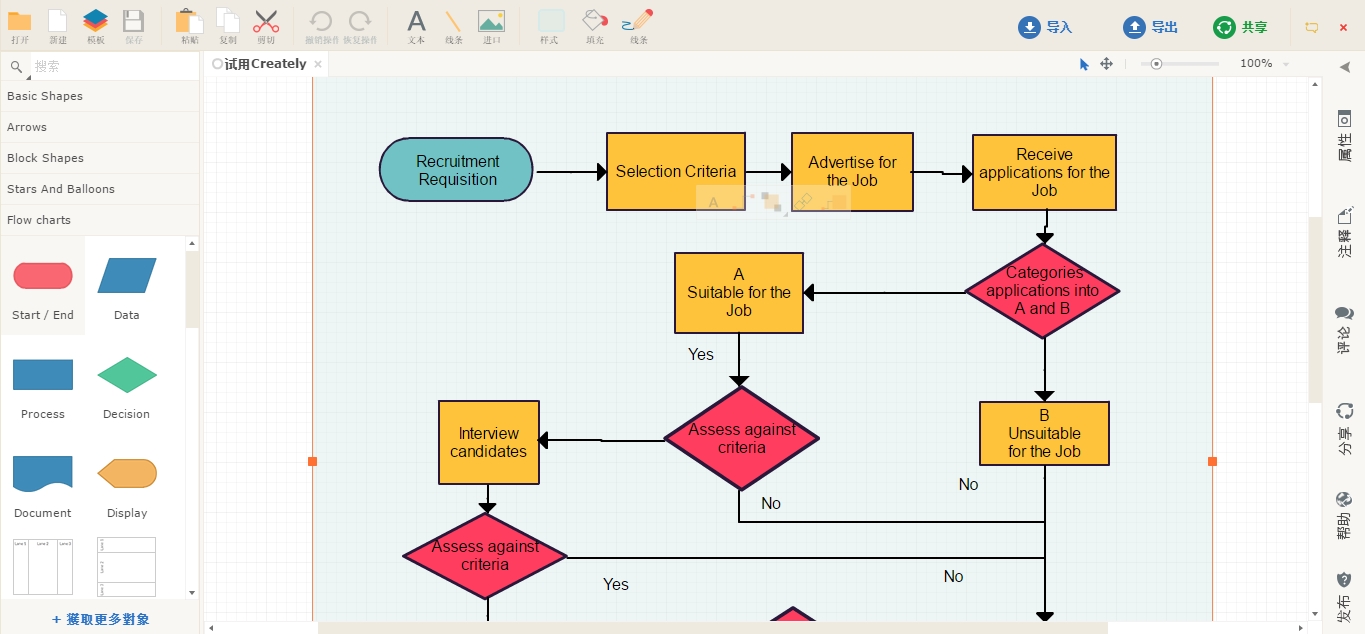 打开
新建
模板
保存
粘帖
复制
剪切
撤销操作
恢复操作
文本
线条
进口
样式
填充
线条
导入
导出
共享
搜索
试用Creately
100%
Basic Shapes
Arrows
Block Shapes
Stars And Balloons
Flow charts
Start / End
Data
Process
Decision
Document
Display
+ 獲取更多對象
Recruitment
Requisition
Selection Criteria
Advertise for
the Job
Receive
applications for the
Job
A
Suitable for the
Job
Categories
applications into
A and B
Yes
Interview
candidates
Assess against
criteria
B
Unsuitable
for the Job
No
No
Assess against
criteria
Yes
No
属性
注释
评论
分享
帮助
发布